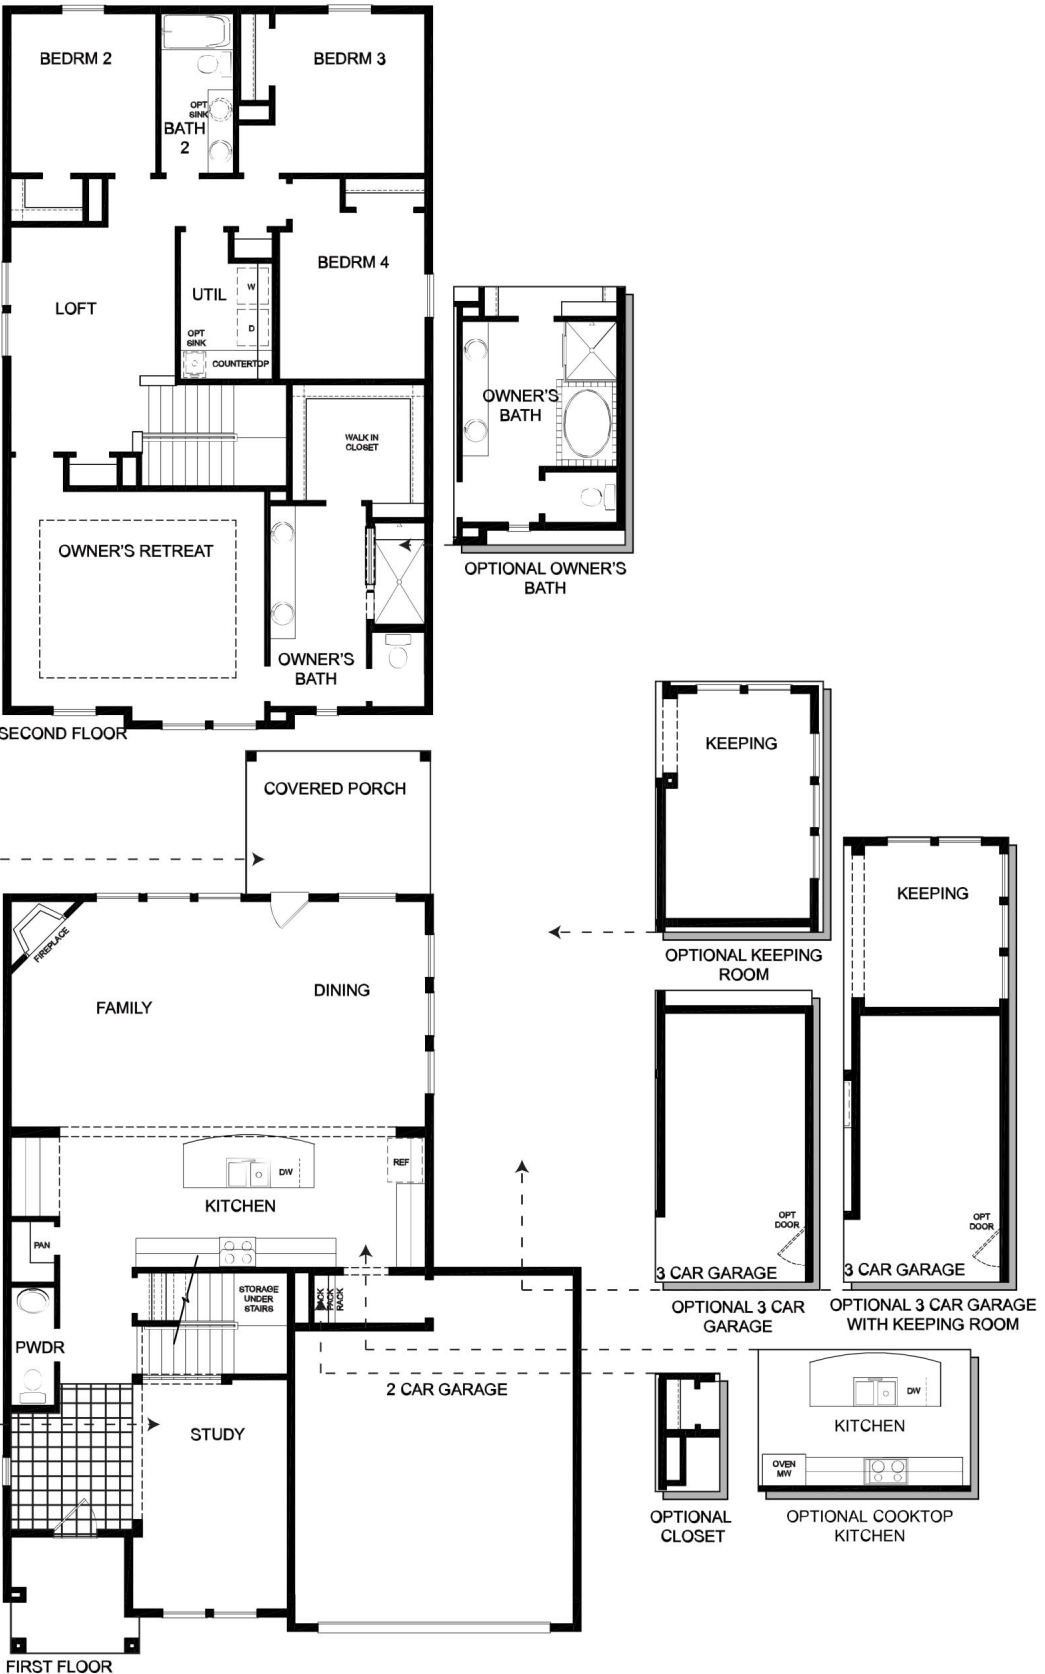 BEDRM 2
BEDRM 3
OPT
SINK
BATH
2
BEDRM 4
LOFT
UTIL
W
D
OPT
SINK
COUNTERTOP
WALK IN
CLOSET
OWNER'S RETREAT
OWNER'S
BATH
SECOND FLOOR
OWNER'S
BATH
OPTIONAL OWNER'S
BATH
COVERED PORCH
FIREPLACE
FAMILY
DINING
DW
REF
KITCHEN
PAN
STORAGE
UNDER
STAIRS
BACK
PACK
RACK
PWDR
2 CAR GARAGE
STUDY
FIRST FLOOR
KEEPING
OPTIONAL KEEPING
ROOM
OPT
DOOR
3 CAR GARAGE
OPTIONAL 3 CAR
GARAGE
KEEPING
OPT
DOOR
3 CAR GARAGE
OPTIONAL 3 CAR GARAGE
WITH KEEPING ROOM
OPTIONAL
CLOSET
DW
KITCHEN
OVEN
MW
OPTIONAL COOKTOP
KITCHEN